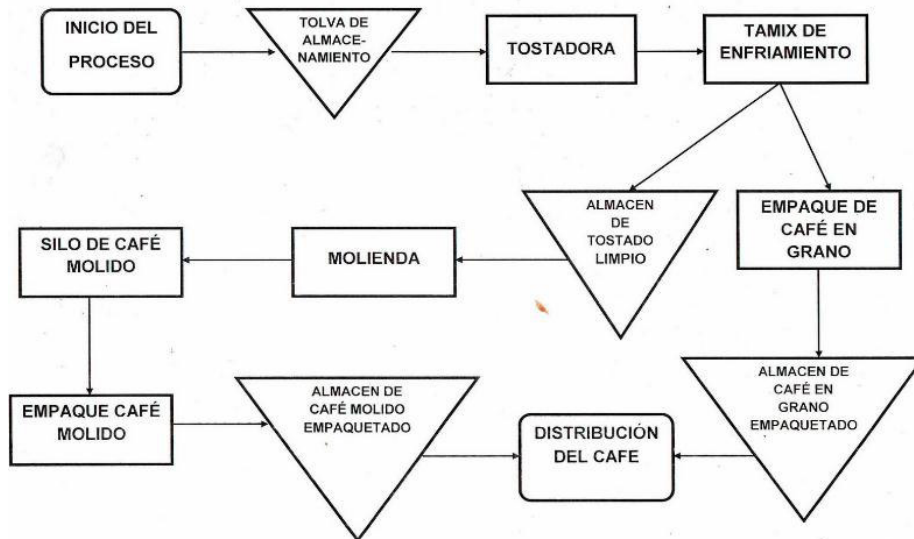 INICIO DEL
PROCESO
TOLVA DE
ALMACE-
NAMIENTO
TOSTADORA
TAMIX DE
ENFRIAMIENTO
ALMACEN
DE
TOSTADO
LIMPIO
EMPAQUE DE
CAFÉ EN
GRANO
SILO DE CAFÉ
MOLIDO
MOLIENDA
EMPAQUE CAFÉ
MOLIDO
ALMACEN DE
CAFÉ MOLIDO
EMPAQUETADO
DISTRIBUCIÓN
DEL CAFE
ALMACEN DE
CAFÉ EN
GRANO
EMPAQUETADO